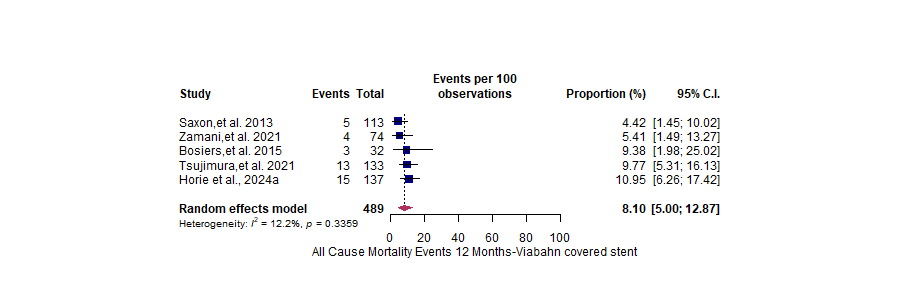 Events per 100
Study Events Total observations Proportion (%) 95% C.I.
Saxon,et al. 2013 5 113 4.42 [1.45; 10.02]
Zamani,et al. 2021 4 74 5.41 [1.49; 13.27]
Bosiers,et al. 2015 3 32 9.38 [1.98; 25.02]
Tsujimura,et al. 2021 13 133 9.77 [5.31; 16.13]
Horie et al., 2024a 15 137 10.95 [6.26; 17.42]
Random effects model 489 8.10 [5.00; 12.87]
Heterogeneity: I² = 12.2%, p = 0.3359
0 20 40 60 80 100
All Cause Mortality Events 12 Months-Viabahn covered stent